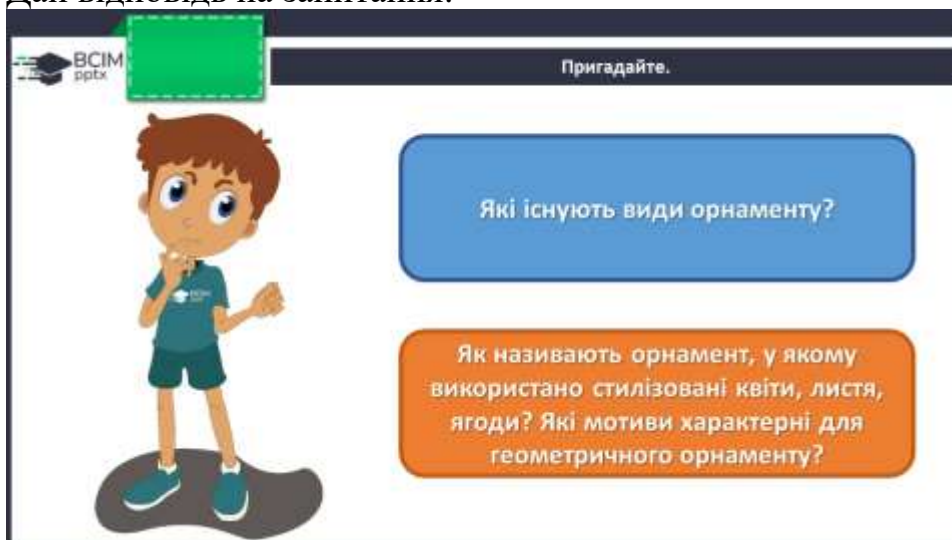 Дай відповідь на запитання.
ВСІМ
pptx
Пригадайте.
Які існують види орнаменту?
Як називають орнамент, у якому
використано стилізовані квіти, листя,
ягоди? Які мотиви характерні для
геометричного орнаменту?